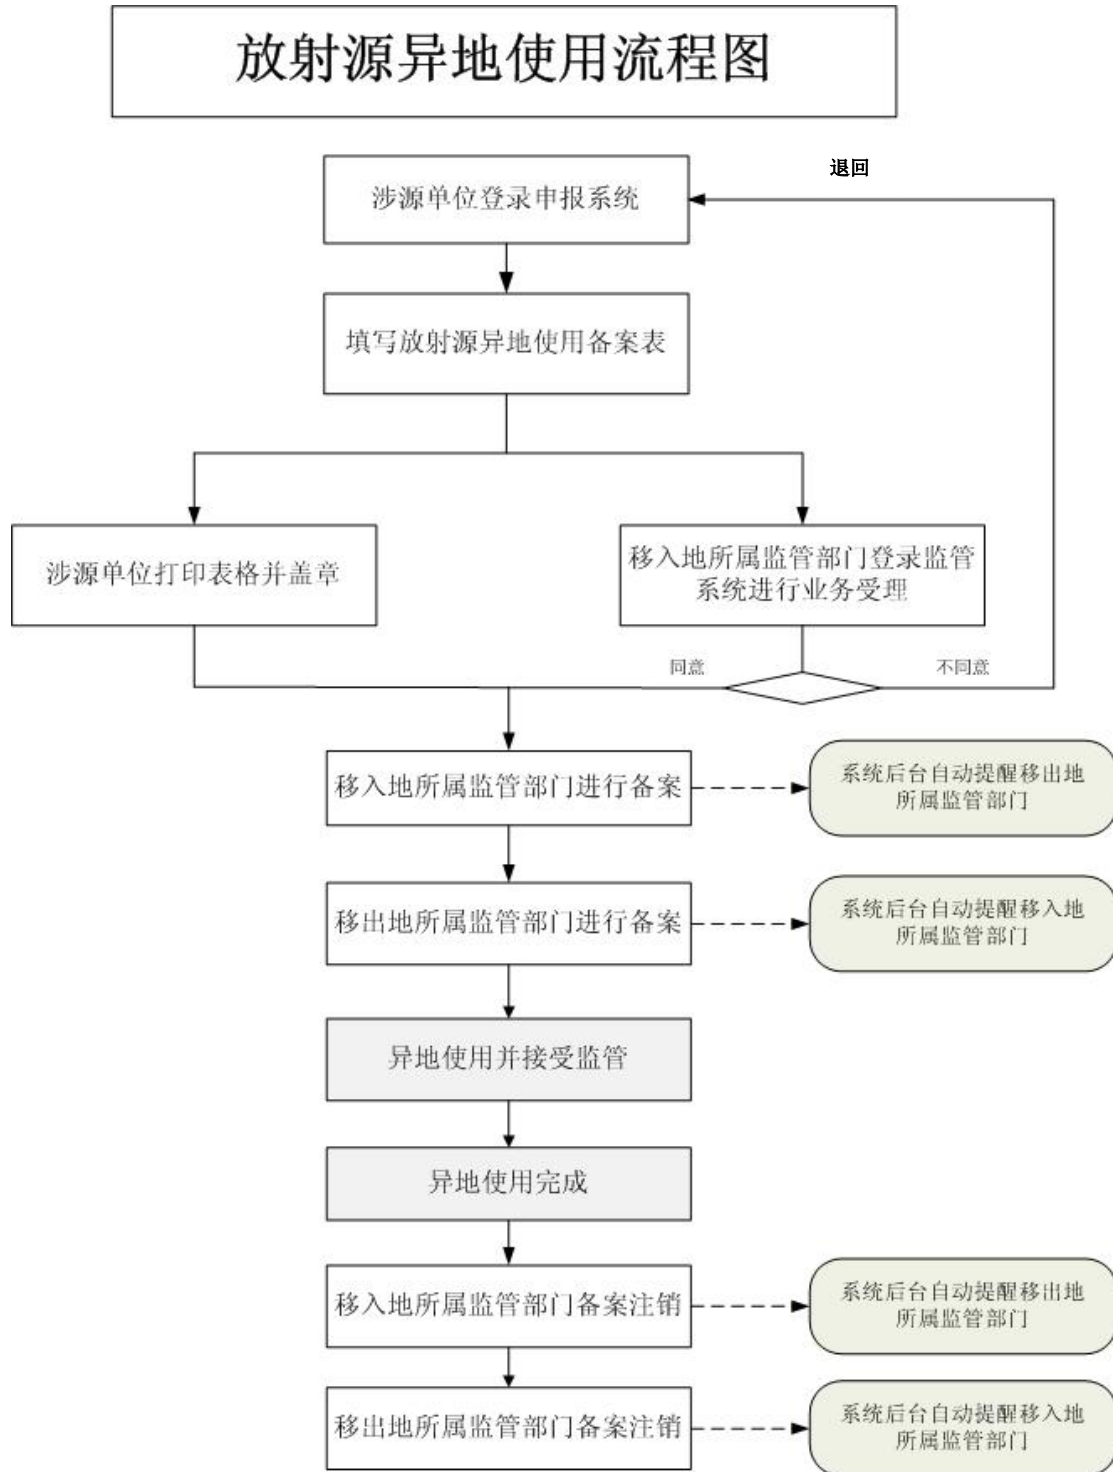 放射源异地使用流程图
退回
涉源单位登录申报系统
填写放射源异地使用备案表
涉源单位打印表格并盖章
移入地所属监管部门登录监管
系统进行业务受理
同意
不同意
移入地所属监管部门进行备案
系统后台自动提醒移出地
所属监管部门
移出地所属监管部门进行备案
系统后台自动提醒移入地
所属监管部门
异地使用并接受监管
异地使用完成
移入地所属监管部门备案注销
系统后台自动提醒移出地
所属监管部门
移出地所属监管部门备案注销
系统后台自动提醒移入地
所属监管部门